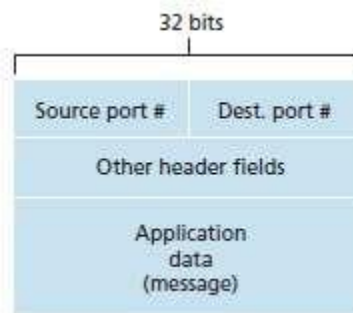 32 bits
Source port # Dest. port #
Other header fields
Application
data
(message)